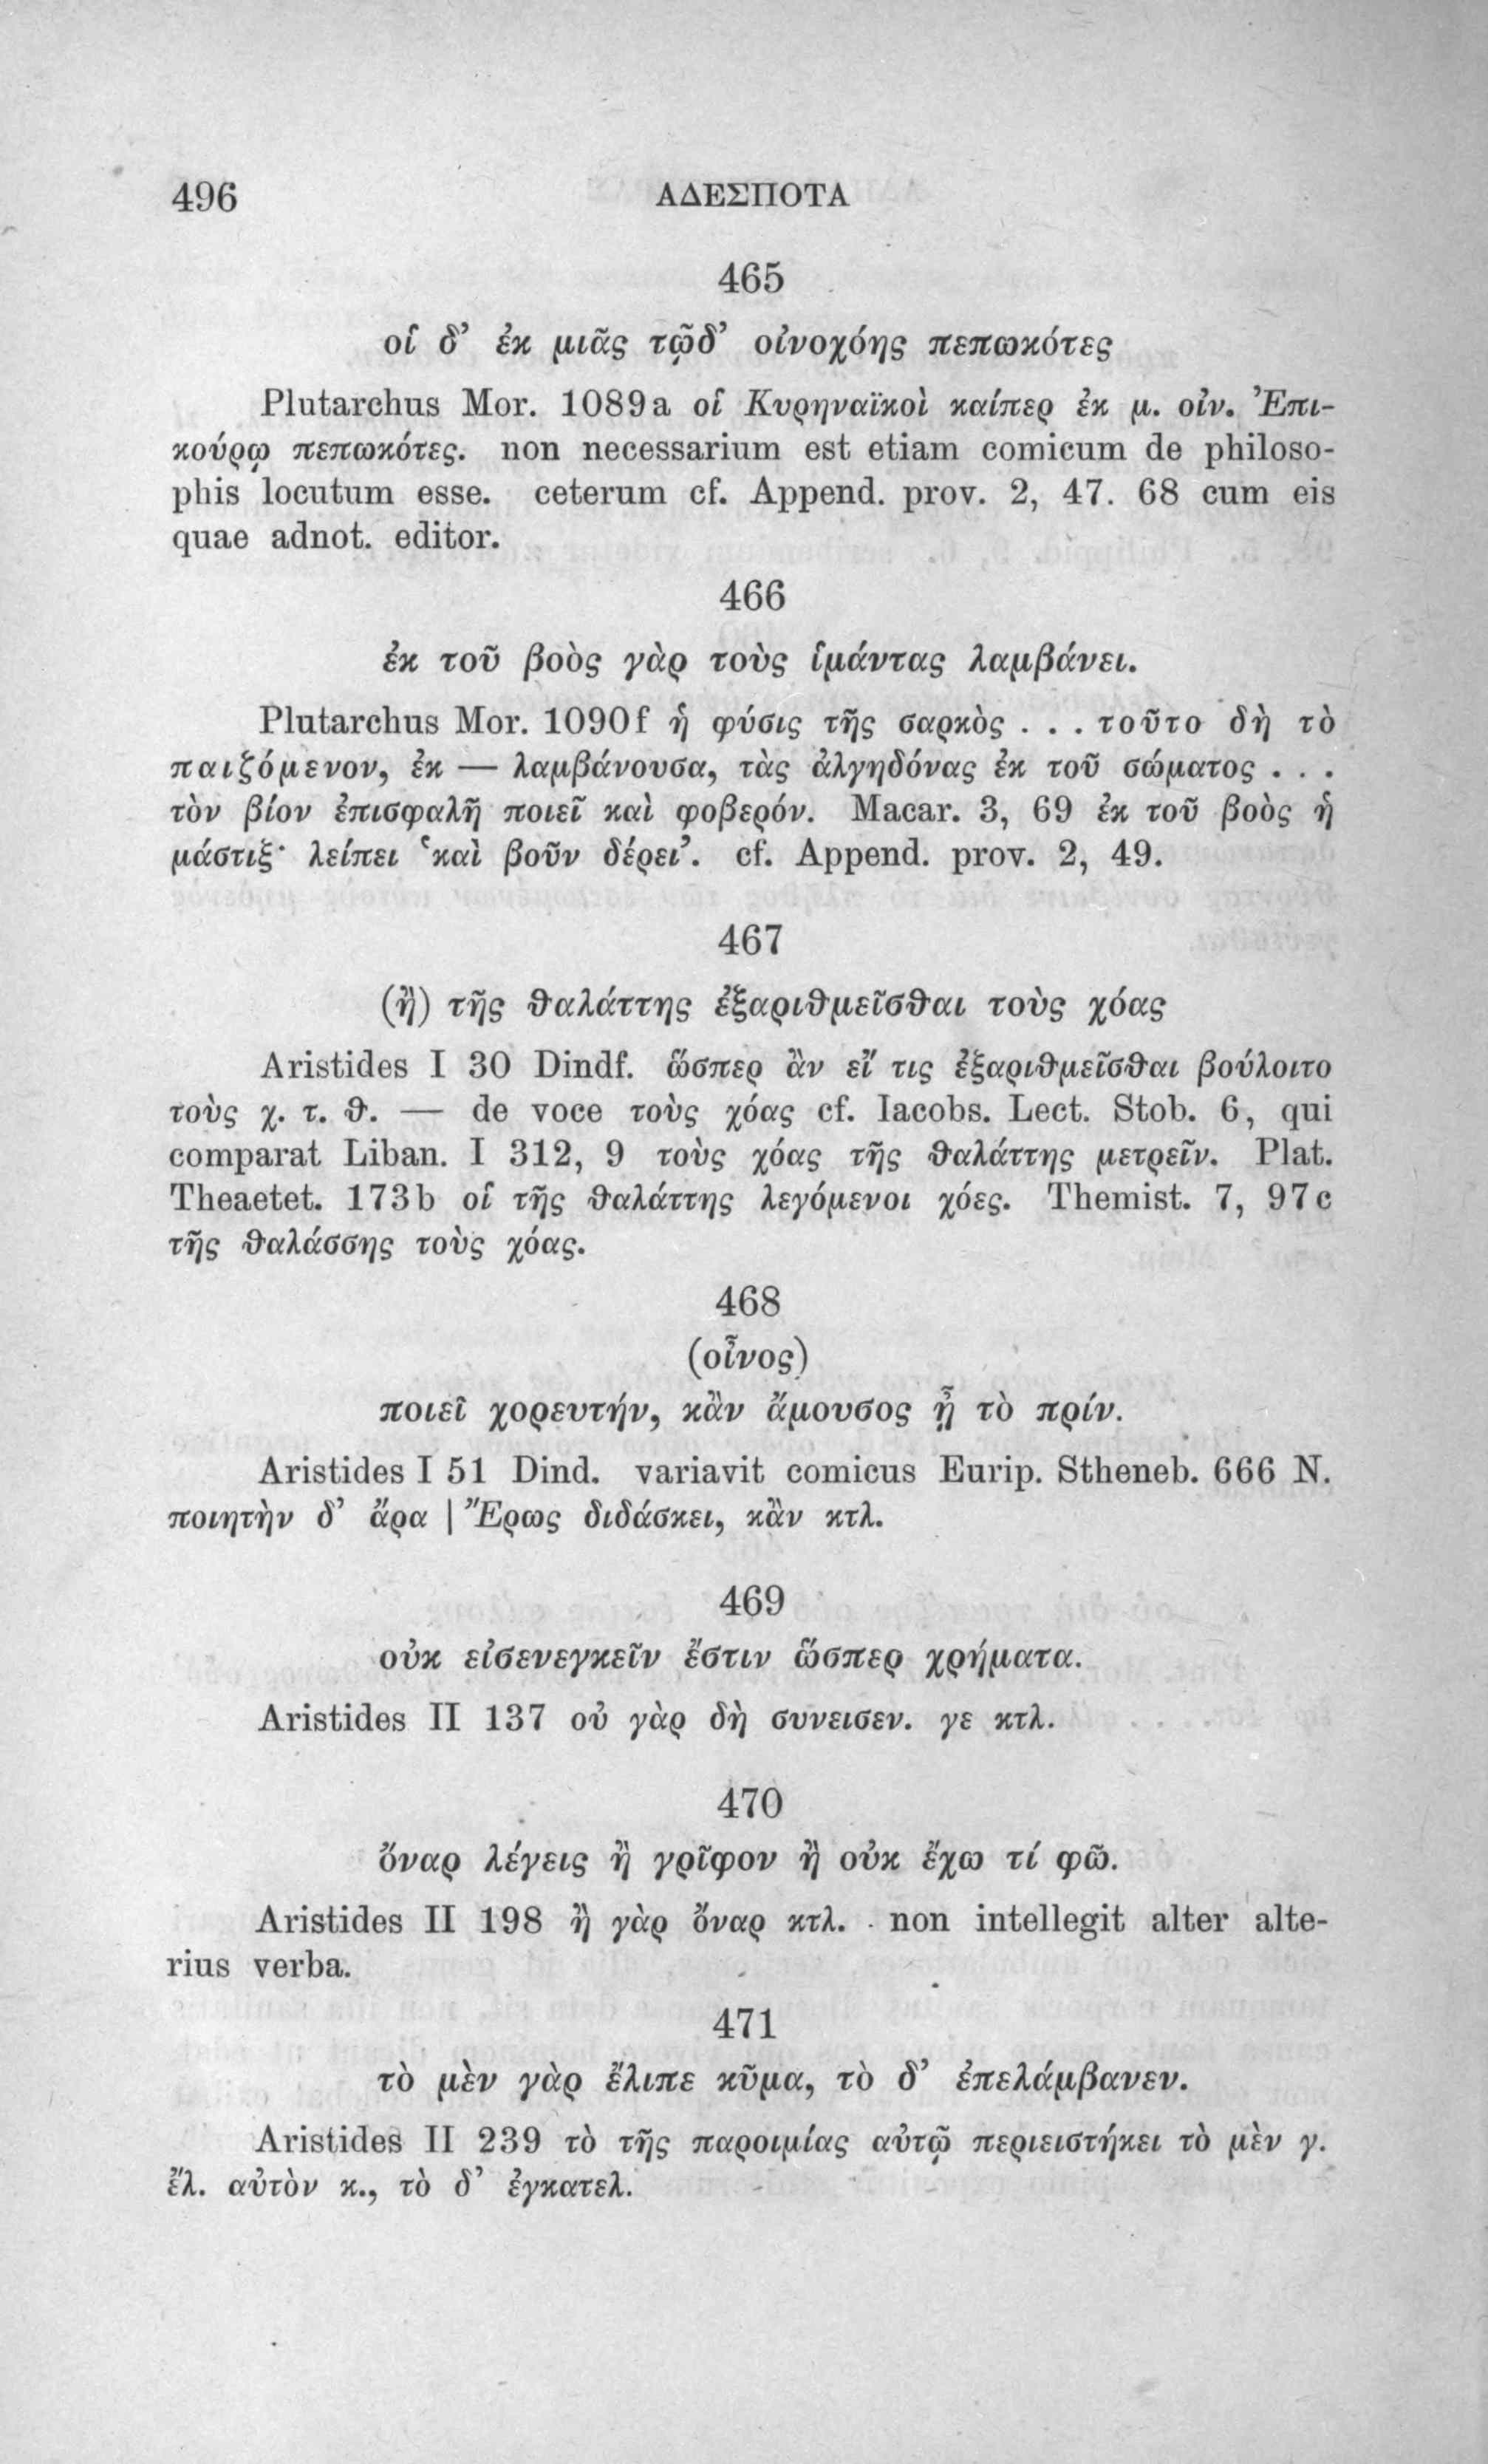 496 ΑΔΕΣΠΟΤΑ
465
οἱ δ’ ἐκ μιᾶς τῷδ’ οἰνοχόης πεπωκότες
Plutarchus Mor. 1089a οἱ Κυρηναϊκοὶ καίπερ ἐκ μ. οἰν. Ἐπι-
κούρῳ πεπωκότες. non necessarium est etiam comicum de philoso-
phis locutum esse. ceterum cf. Append. prov. 2, 47. 68 cum eis
quae adnot. editor.
466
ἐκ τοῦ βοὸς γὰρ τοὺς ἱμάντας λαμβάνει.
Plutarchus Mor. 1090f ἡ φύσις τῆς σαρκὸς . . . τοῦτο δὴ τὸ
παιζόμενον, ἐκ — λαμβάνουσα, τὰς ἀλγηδόνας ἐκ τοῦ σώματος . . .
τὸν βίον ἐπισφαλῆ ποιεῖ καὶ φοβερόν. Macar. 3, 69 ἐκ τοῦ βοὸς ἡ
μάστιξ· λείπει ‘καὶ βοῦν δέρει’. cf. Append. prov. 2, 49.
467
(ἢ) τῆς θαλάττης ἐξαριθμεῖσθαι τοὺς χόας
Aristides I 30 Dindf. ὥσπερ ἂν εἴ τις ἐξαριθμεῖσθαι βούλοιτο
τοὺς χ. τ. θ. — de voce τοὺς χόας cf. Iacobs. Lect. Stob. 6, qui
comparat Liban. I 312, 9 τοὺς χόας τῆς θαλάττης μετρεῖν. Plat.
Theaetet. 173b οἱ τῆς θαλάττης λεγόμενοι χόες. Themist. 7, 97c
τῆς θαλάσσης τοὺς χόας.
468
(οἶνος)
ποιεῖ χορευτήν, κἂν ἄμουσος ᾖ τὸ πρίν.
Aristides I 51 Dind. variavit comicus Eurip. Stheneb. 666 N.
ποιητὴν δ’ ἄρα | Ἔρως διδάσκει, κἂν κτλ.
469
οὐκ εἰσενεγκεῖν ἔστιν ὥσπερ χρήματα.
Aristides II 137 οὐ γὰρ δὴ συνεισεν. γε κτλ.
470
ὄναρ λέγεις ἢ γρῖφον ἢ οὐκ ἔχω τί φῶ.
Aristides II 198 ἢ γὰρ ὄναρ κτλ. non intellegit alter alte-
rius verba.
471
τὸ μὲν γὰρ ἔλιπε κῦμα, τὸ δ’ ἐπελάμβανεν.
Aristides II 239 τὸ τῆς παροιμίας αὐτῷ περιειστήκει τὸ μὲν γ.
ἔλ. αὐτὸν κ., τὸ δ’ ἐγκατελ.